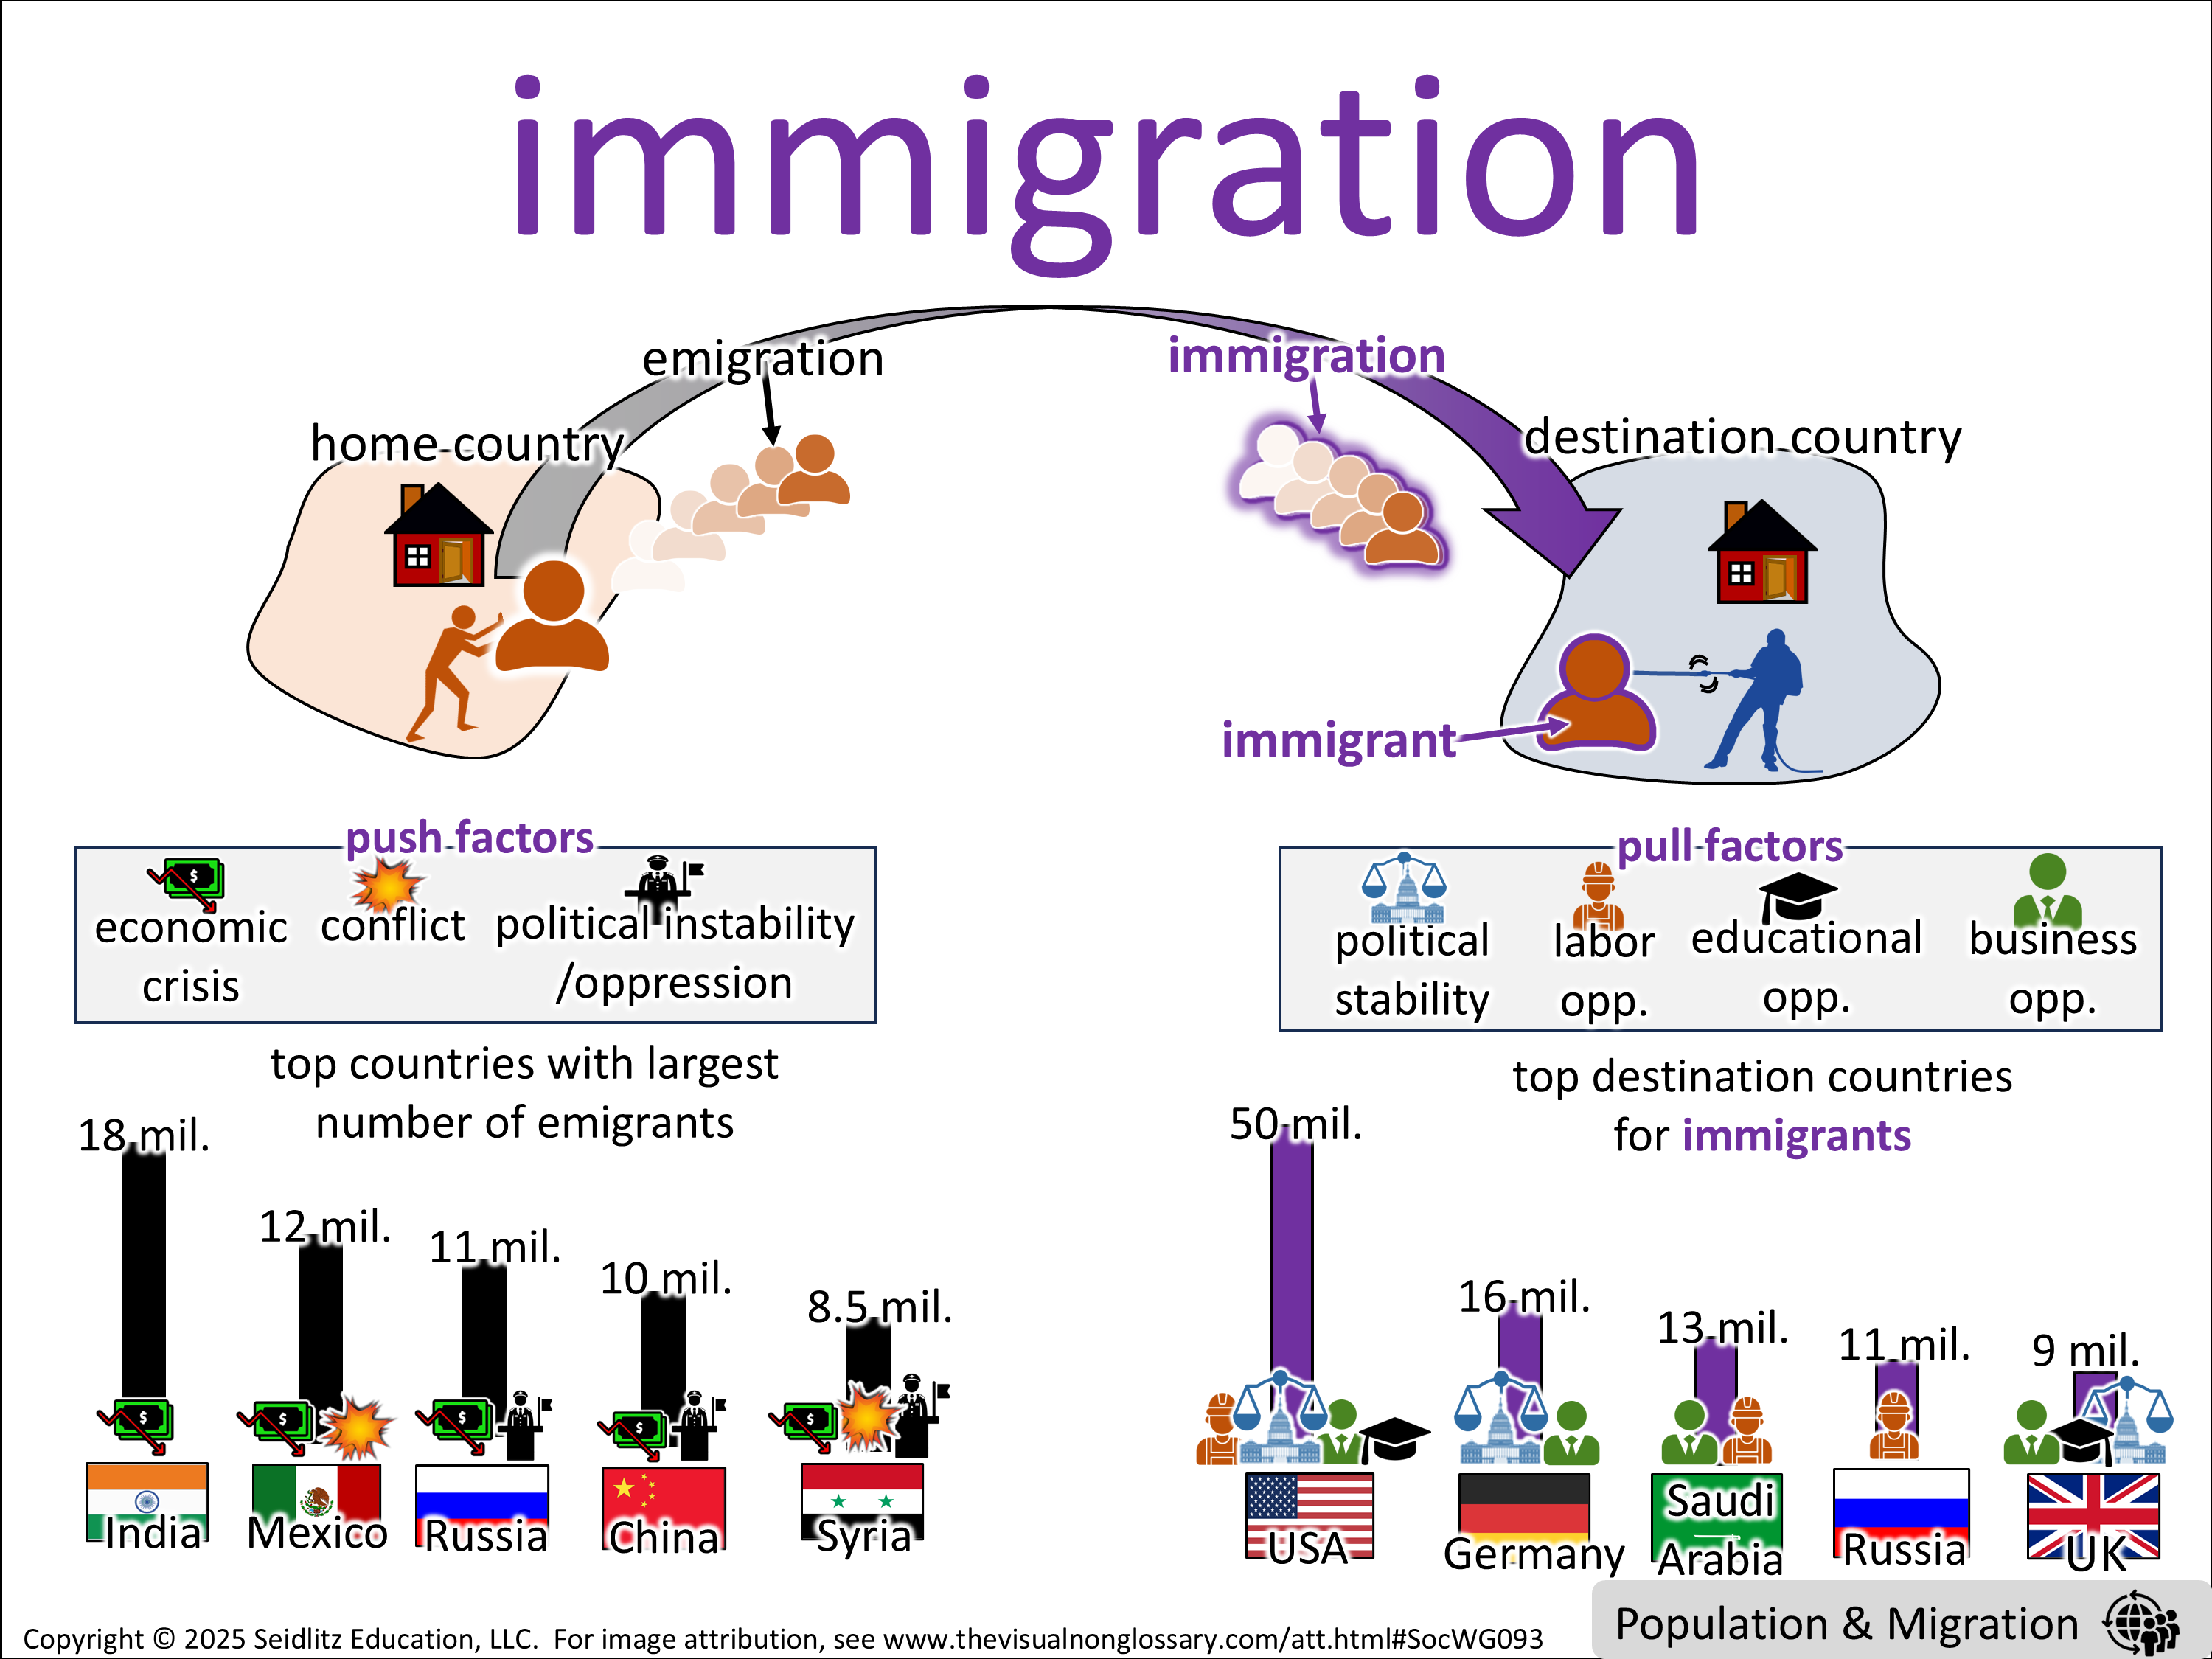 immigration
emigration
immigration
home country
destination country
immigrant
push factors
economic
crisis
conflict
political instability
/oppression
pull factors
political
stability
labor
opp.
educational
opp.
business
opp.
top countries with largest
number of emigrants
18 mil.
12 mil.
11 mil.
10 mil.
8.5 mil.
India
Mexico
Russia
China
Syria
top destination countries
for immigrants
50 mil.
16 mil.
13 mil.
11 mil.
9 mil.
USA
Germany
Saudi
Arabia
Russia
UK
Population & Migration
Copyright © 2025 Seidlitz Education, LLC.  For image attribution, see www.thevisualnonglossary.com/att.html#SocWG093